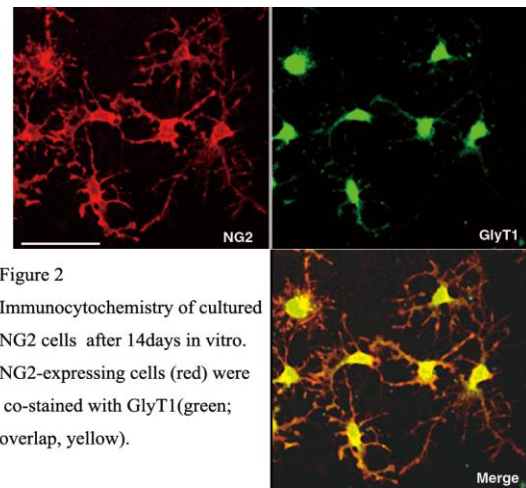 NG2
GlyT1
Figure 2
Immunocytochemistry of cultured
NG2 cells after 14days in vitro.
NG2-expressing cells (red) were
co-stained with GlyT1(green;
overlap, yellow).
Merge